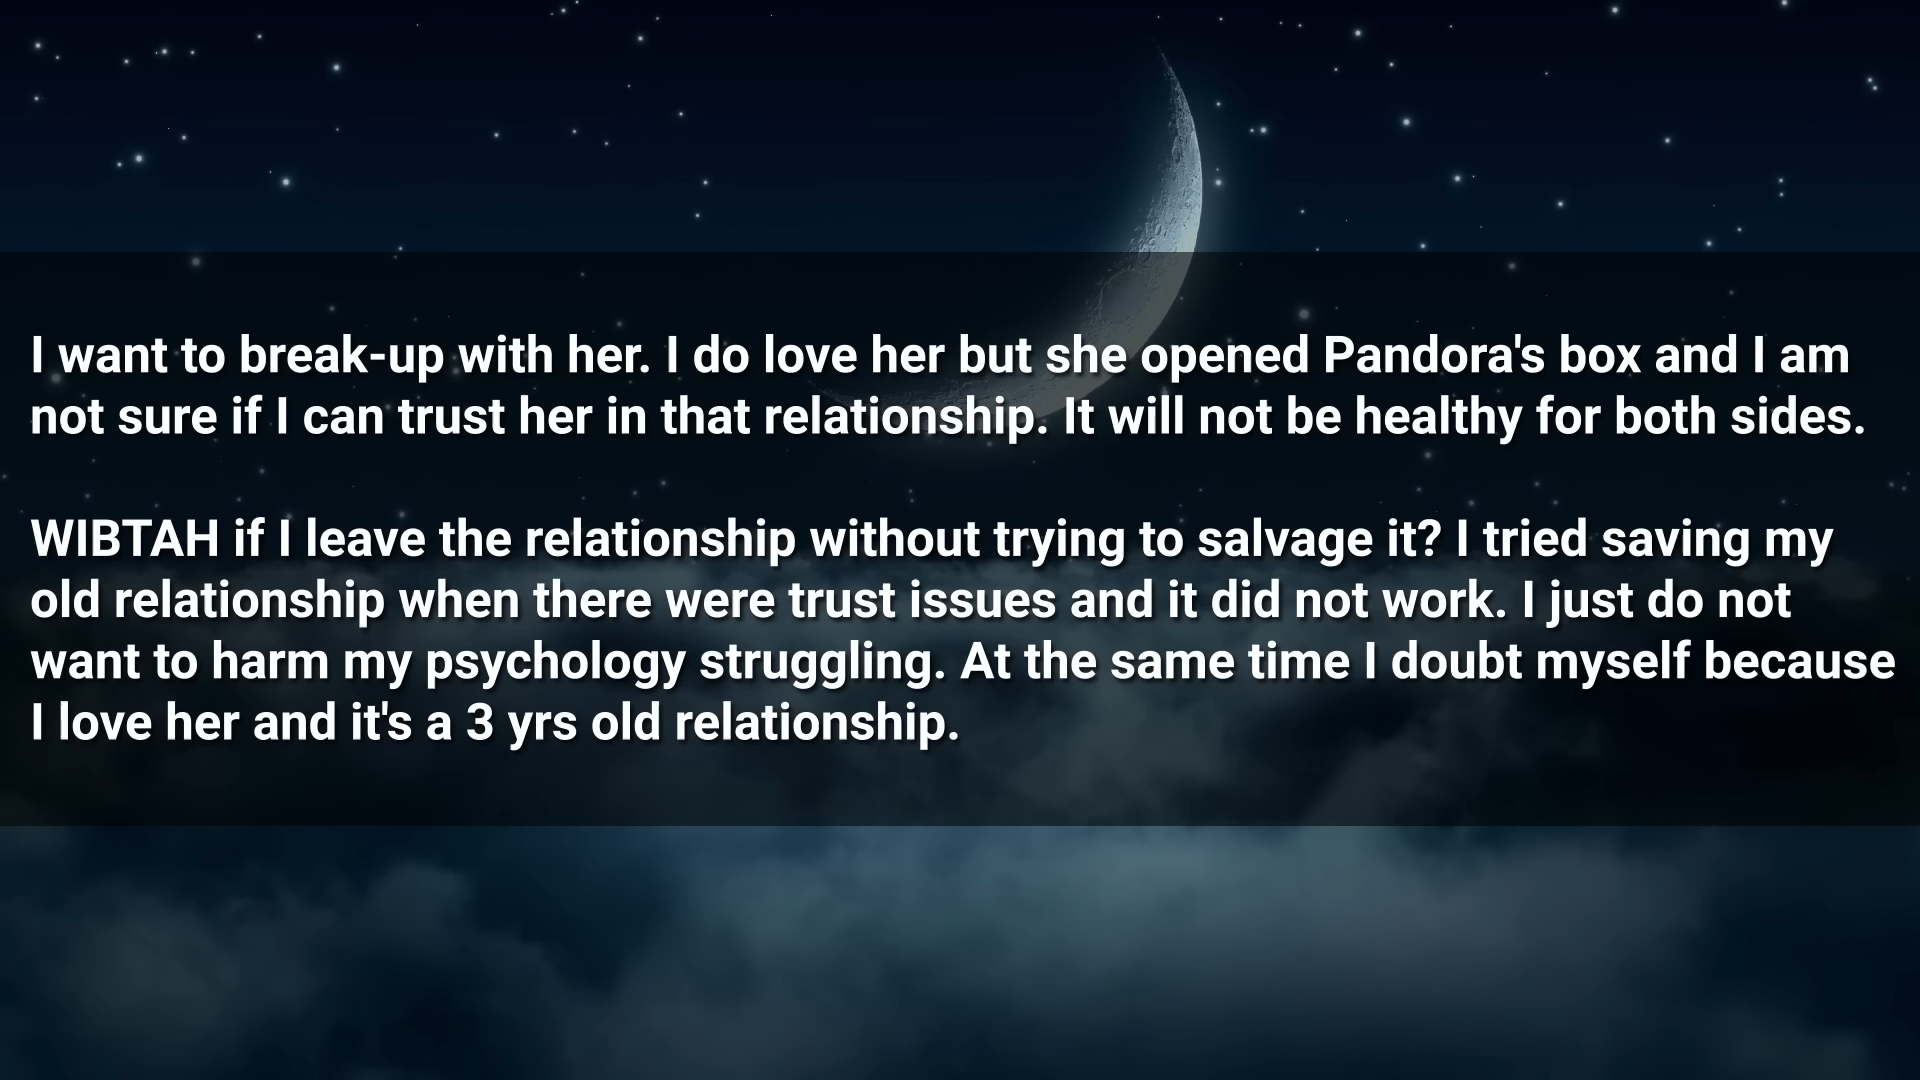 I want to break-up with her. I do love her but she opened Pandora's box and I am
not sure if I can trust her in that relationship. It will not be healthy for both sides.
WIBTAH if I leave the relationship without trying to salvage it? I tried saving my
old relationship when there were trust issues and it did not work. I just do not
want to harm my psychology struggling. At the same time I doubt myself because
I love her and it's a 3 yrs old relationship.